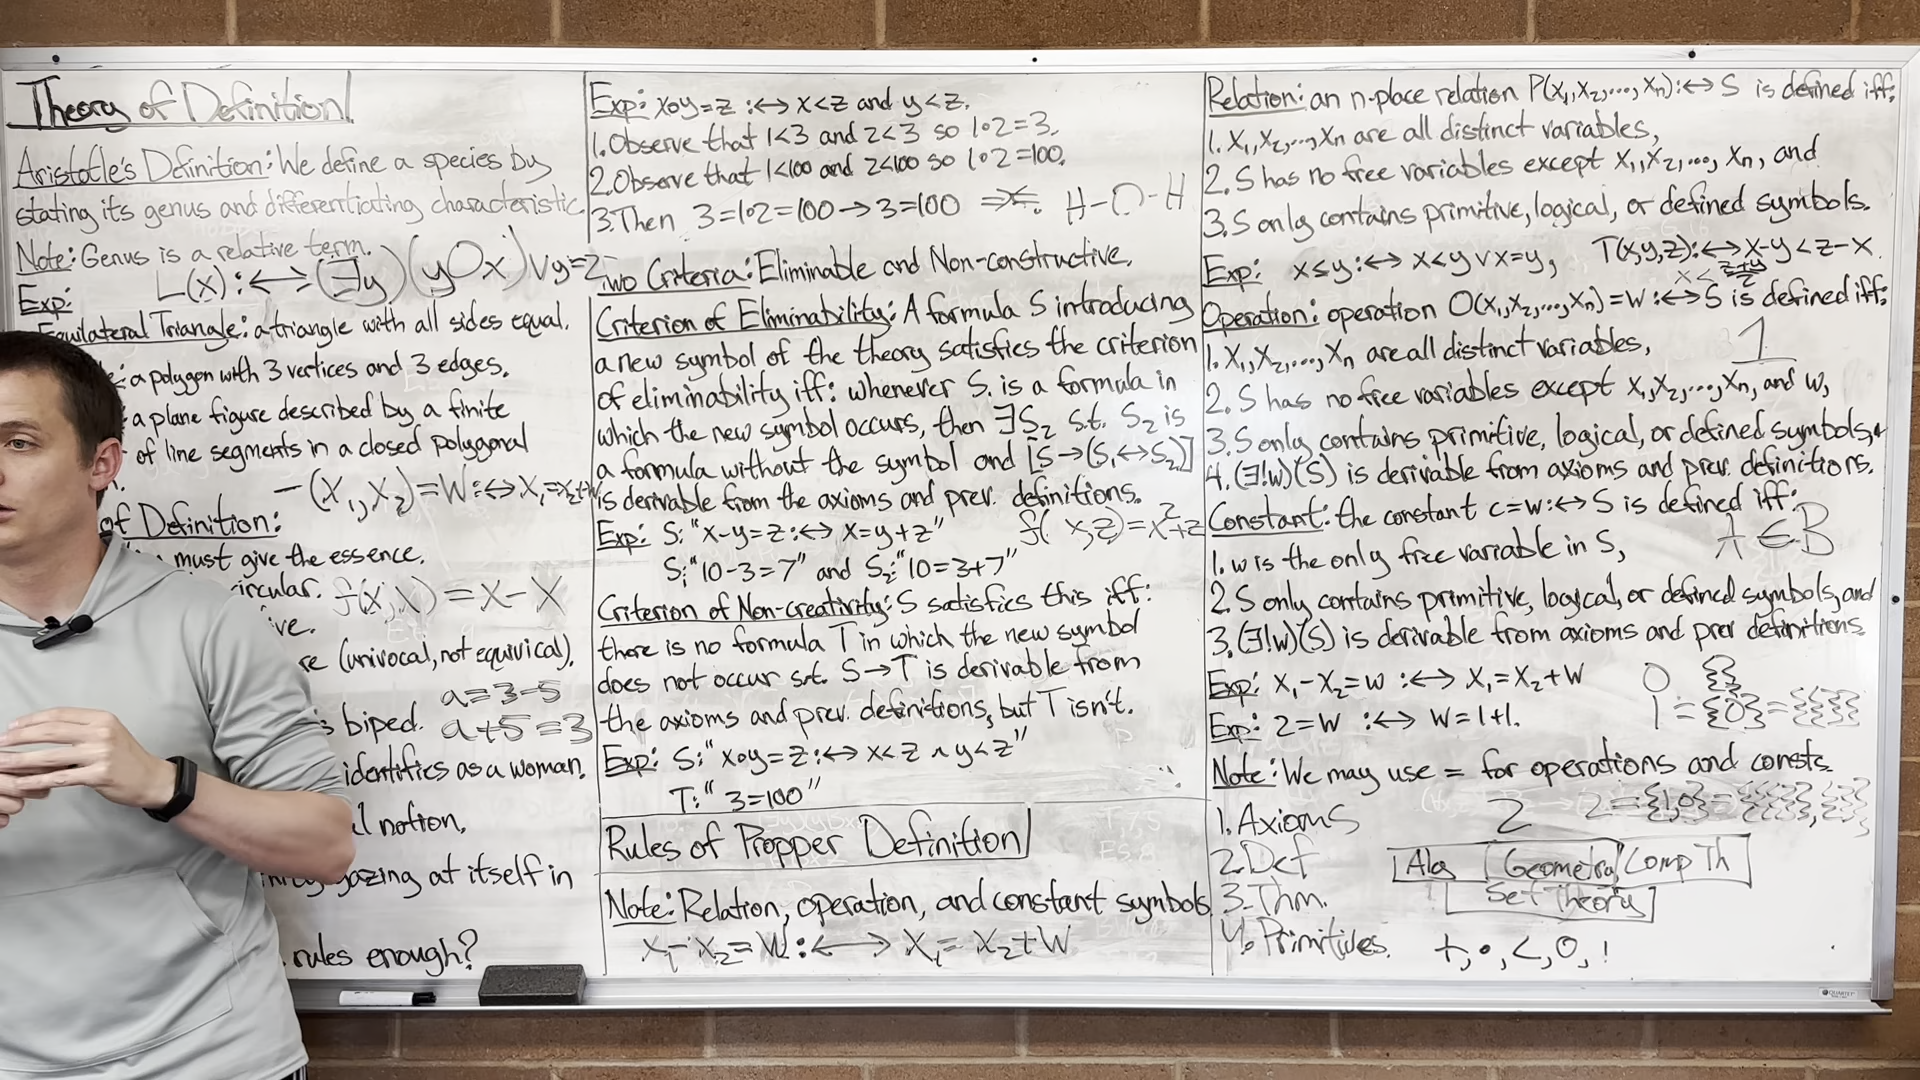 Theory of Definition
Aristotle's Definition: We define a species by
stating its genus and differentiating characteristic.
Note: Genus is a relative term.
L(x):↔(∃y)(yOx)∨y=2
Exp:
Equilateral Triangle: a triangle with all sides equal.
: a polygon with 3 vertices and 3 edges.
a plane figure described by a finite
of line segments in a closed polygonal
-(X₁,X₂)=W:↔X₁=X₂+W
of Definition:
must give the essence.
circular.
f(x,x)=x-x
ive.
re (univocal, not equivical).
a=3-5
s biped.
a+5=3
identifies as a woman.
al notion.
gazing at itself in
rules enough?
Exp: x∘y=z :↔ x<z and y<z.
1. Observe that 1<3 and 2<3 so 1∘2=3.
2. Observe that 1<100 and 2<100 so 1∘2=100.
3. Then 3=1∘2=100→3=100 ⇒⇐.
H-O-H
Two Criteria: Eliminable and Non-constructive.
Criterion of Eliminability: A formula S introducing
a new symbol of the theory satisfies the criterion
of eliminability iff: whenever S₁ is a formula in
which the new symbol occurs, then ∃S₂ s.t. S₂ is
a formula without the symbol and [S→(S₁↔S₂)]
is derivable from the axioms and prev. definitions.
Exp: S: "x-y=z:↔ x=y+z"
f(x,z)=x²+z
S₁:"10-3=7" and S₂:"10=3+7"
Criterion of Non-creativity: S satisfies this iff:
there is no formula T in which the new symbol
does not occur s.t. S→T is derivable from
the axioms and prev. definitions, but T isn't.
Exp: S:"x∘y=z:↔ x<z ∧ y<z"
T:"3=100"
Rules of Propper Definition
Note: Relation, operation, and constant symbols
X₁-X₂=W:↔ X₁=X₂+W
Relation: an n-place relation P(x₁,x₂,...,xₙ):↔ S is defined iff:
1. x₁,x₂,...,xₙ are all distinct variables,
2. S has no free variables except x₁,x₂,...,xₙ, and
3. S only contains primitive, logical, or defined symbols.
Exp: x≤y:↔ x<y ∨ x=y, T(x,y,z):↔ x-y<z-x.
Operation: operation O(x₁,x₂,...,xₙ)=w:↔S is defined iff:
1. x₁,x₂,...,xₙ are all distinct variables,
1
2. S has no free variables except x₁,x₂,...,xₙ, and w,
3. S only contains primitive, logical, or defined symbols, +
4. (∃!w)(S) is derivable from axioms and prev. definitions.
Constant: the constant c=w:↔ S is defined iff:
A∈B
1. w is the only free variable in S,
2. S only contains primitive, logical, or defined symbols, and
3. (∃!w)(S) is derivable from axioms and prev definitions.
Exp: x₁-x₂=w :↔ x₁=x₂+w
0 {}
Exp: 2=w :↔ w=1+1.
1={0}={{}}
Note: We may use = for operations and consts.
1. Axioms
2
2={1,0}={{{}},{}}
2. Def
Alg Geometry Comp Th
3. Thm.
Set Theory
4. Primitives.
+,∘,<,0,1
QUARTET